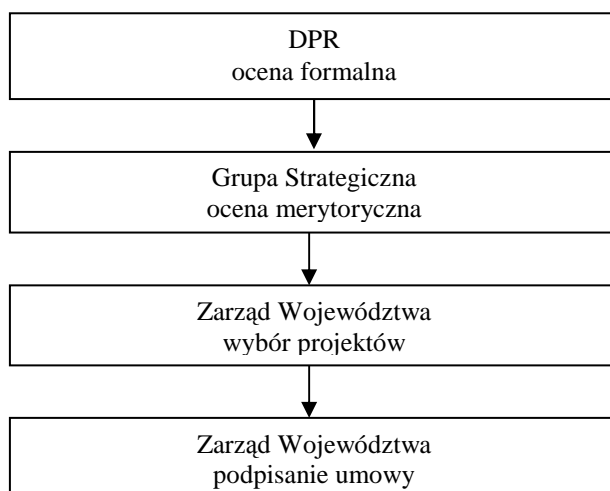 DPR
ocena formalna
Grupa Strategiczna
ocena merytoryczna
Zarząd Województwa
wybór projektów
Zarząd Województwa
podpisanie umowy